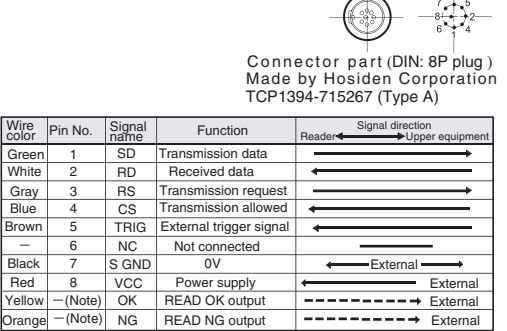 7 5
8 2
6 4 1
Connector part (DIN: 8P plug )
Made by Hosiden Corporation
TCP1394-715267 (Type A)
Wire color Pin No. Signal name Function Signal direction Reader Upper equipment
Green 1 SD Transmission data
White 2 RD Received data
Gray 3 RS Transmission request
Blue 4 CS Transmission allowed
Brown 5 TRIG External trigger signal
— 6 NC Not connected
Black 7 S GND 0V External
Red 8 VCC Power supply External
Yellow —(Note) OK READ OK output External
Orange —(Note) NG READ NG output External